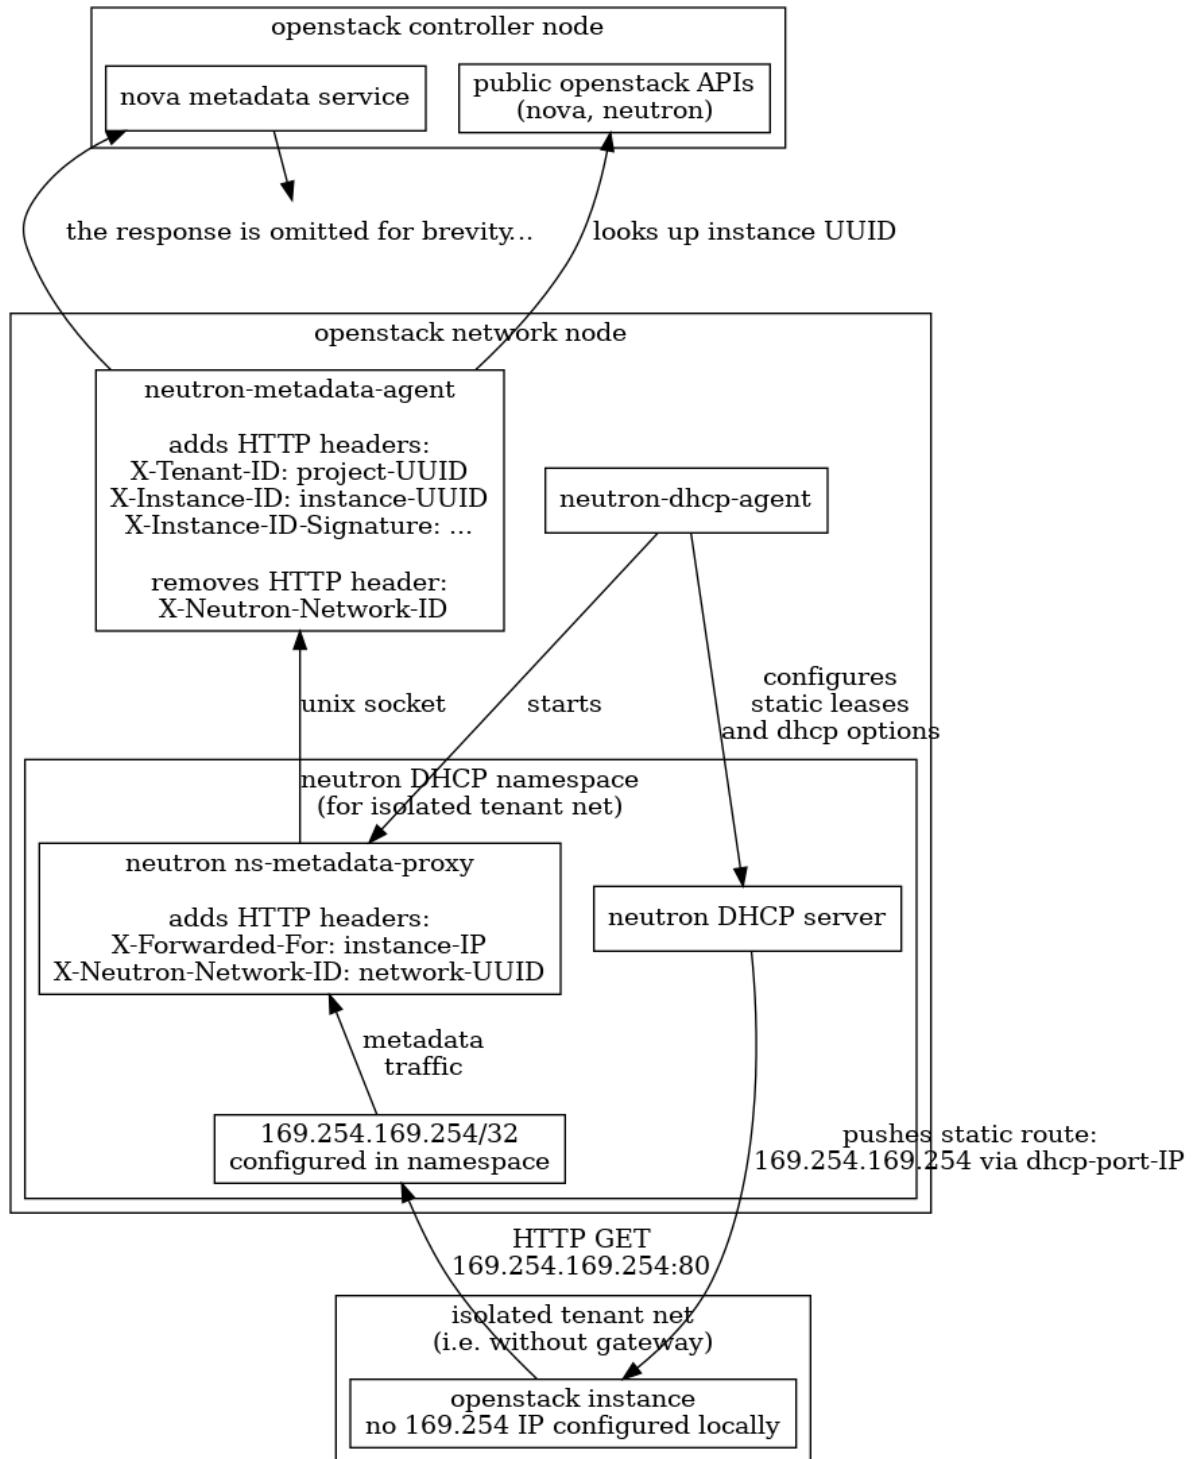 openstack controller node
nova metadata service
public openstack APIs
(nova, neutron)
the response is omitted for brevity...
looks up instance UUID
openstack network node
neutron-metadata-agent
adds HTTP headers:
X-Tenant-ID: project-UUID
X-Instance-ID: instance-UUID
X-Instance-ID-Signature: ...
removes HTTP header:
X-Neutron-Network-ID
neutron-dhcp-agent
unix socket
starts
configures
static leases
and dhcp options
neutron DHCP namespace
(for isolated tenant net)
neutron ns-metadata-proxy
adds HTTP headers:
X-Forwarded-For: instance-IP
X-Neutron-Network-ID: network-UUID
neutron DHCP server
metadata
traffic
169.254.169.254/32
configured in namespace
pushes static route:
169.254.169.254 via dhcp-port-IP
HTTP GET
169.254.169.254:80
isolated tenant net
(i.e. without gateway)
openstack instance
no 169.254 IP configured locally